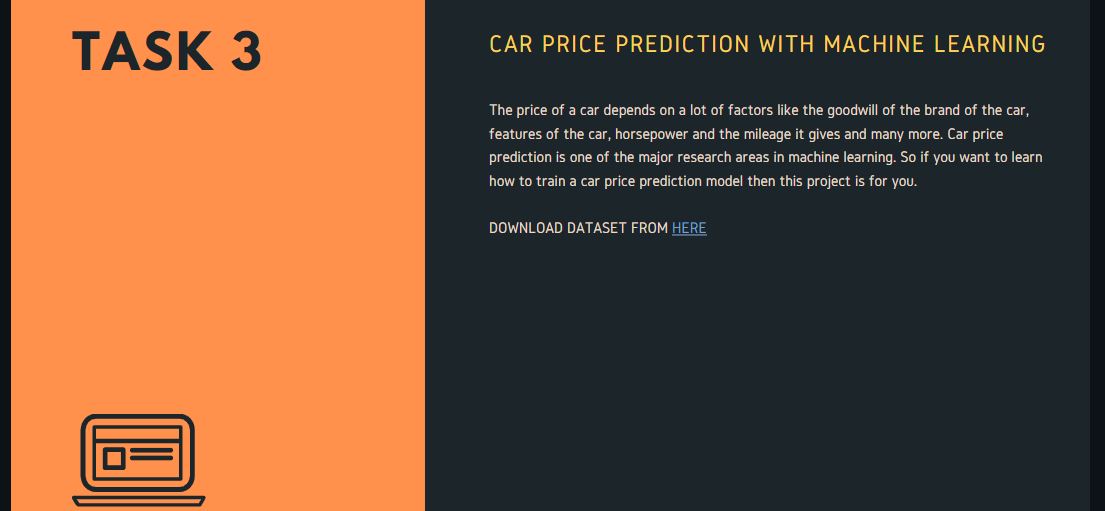 TASK 3
CAR PRICE PREDICTION WITH MACHINE LEARNING
The price of a car depends on a lot of factors like the goodwill of the brand of the car,
features of the car, horsepower and the mileage it gives and many more. Car price
prediction is one of the major research areas in machine learning. So if you want to learn
how to train a car price prediction model then this project is for you.
DOWNLOAD DATASET FROM HERE